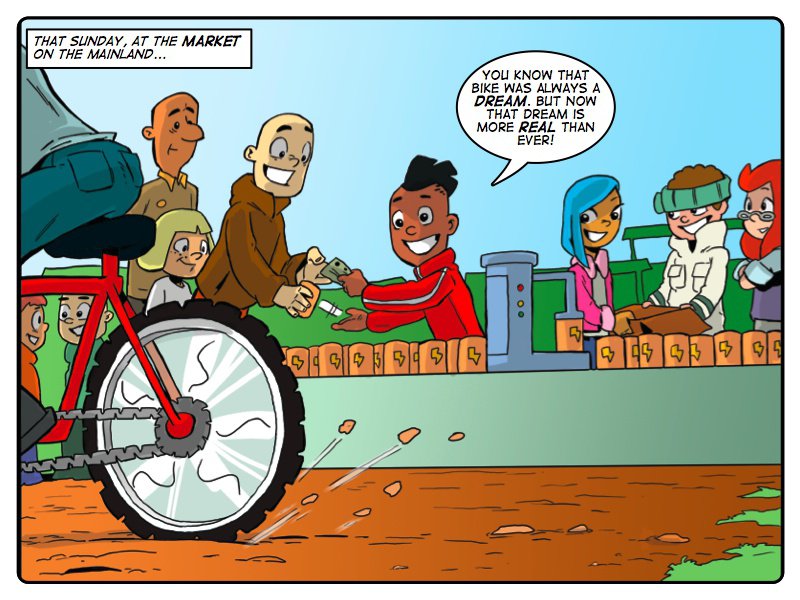 THAT SUNDAY, AT THE MARKET
ON THE MAINLAND...
YOU KNOW THAT
BIKE WAS ALWAYS A
DREAM. BUT NOW
THAT DREAM IS
MORE REAL THAN
EVER!